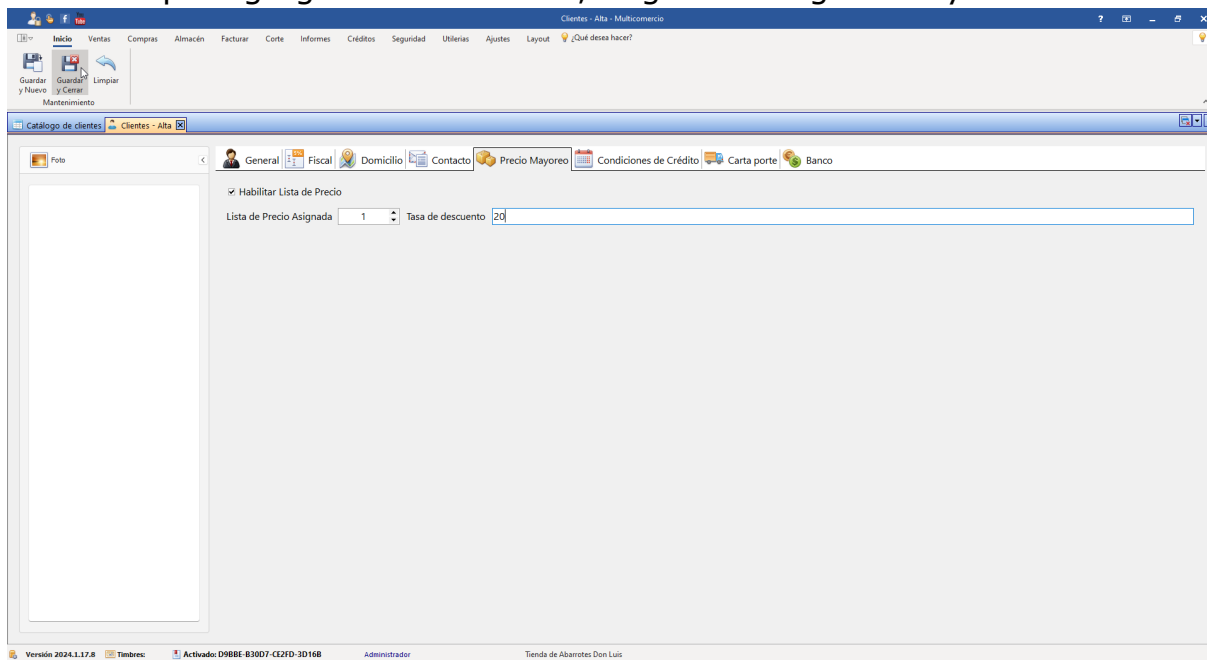 Clientes - Alta - Multicomercio
Inicio Ventas Compras Almacén Facturar Corte Informes Créditos Seguridad Utilerias Ajustes Layout ¿Qué desea hacer?
Guardar y Nuevo
Guardar y Cerrar
Limpiar
Mantenimiento
Catálogo de clientes Clientes - Alta
Foto
General Fiscal Domicilio Contacto Precio Mayoreo Condiciones de Crédito Carta porte Banco
Habilitar Lista de Precio
Lista de Precio Asignada 1 Tasa de descuento 20
Versión 2024.1.17.8 Timbres: Activado: D9BBE-B30D7-CE2FD-3D16B Administrador Tienda de Abarrotes Don Luis